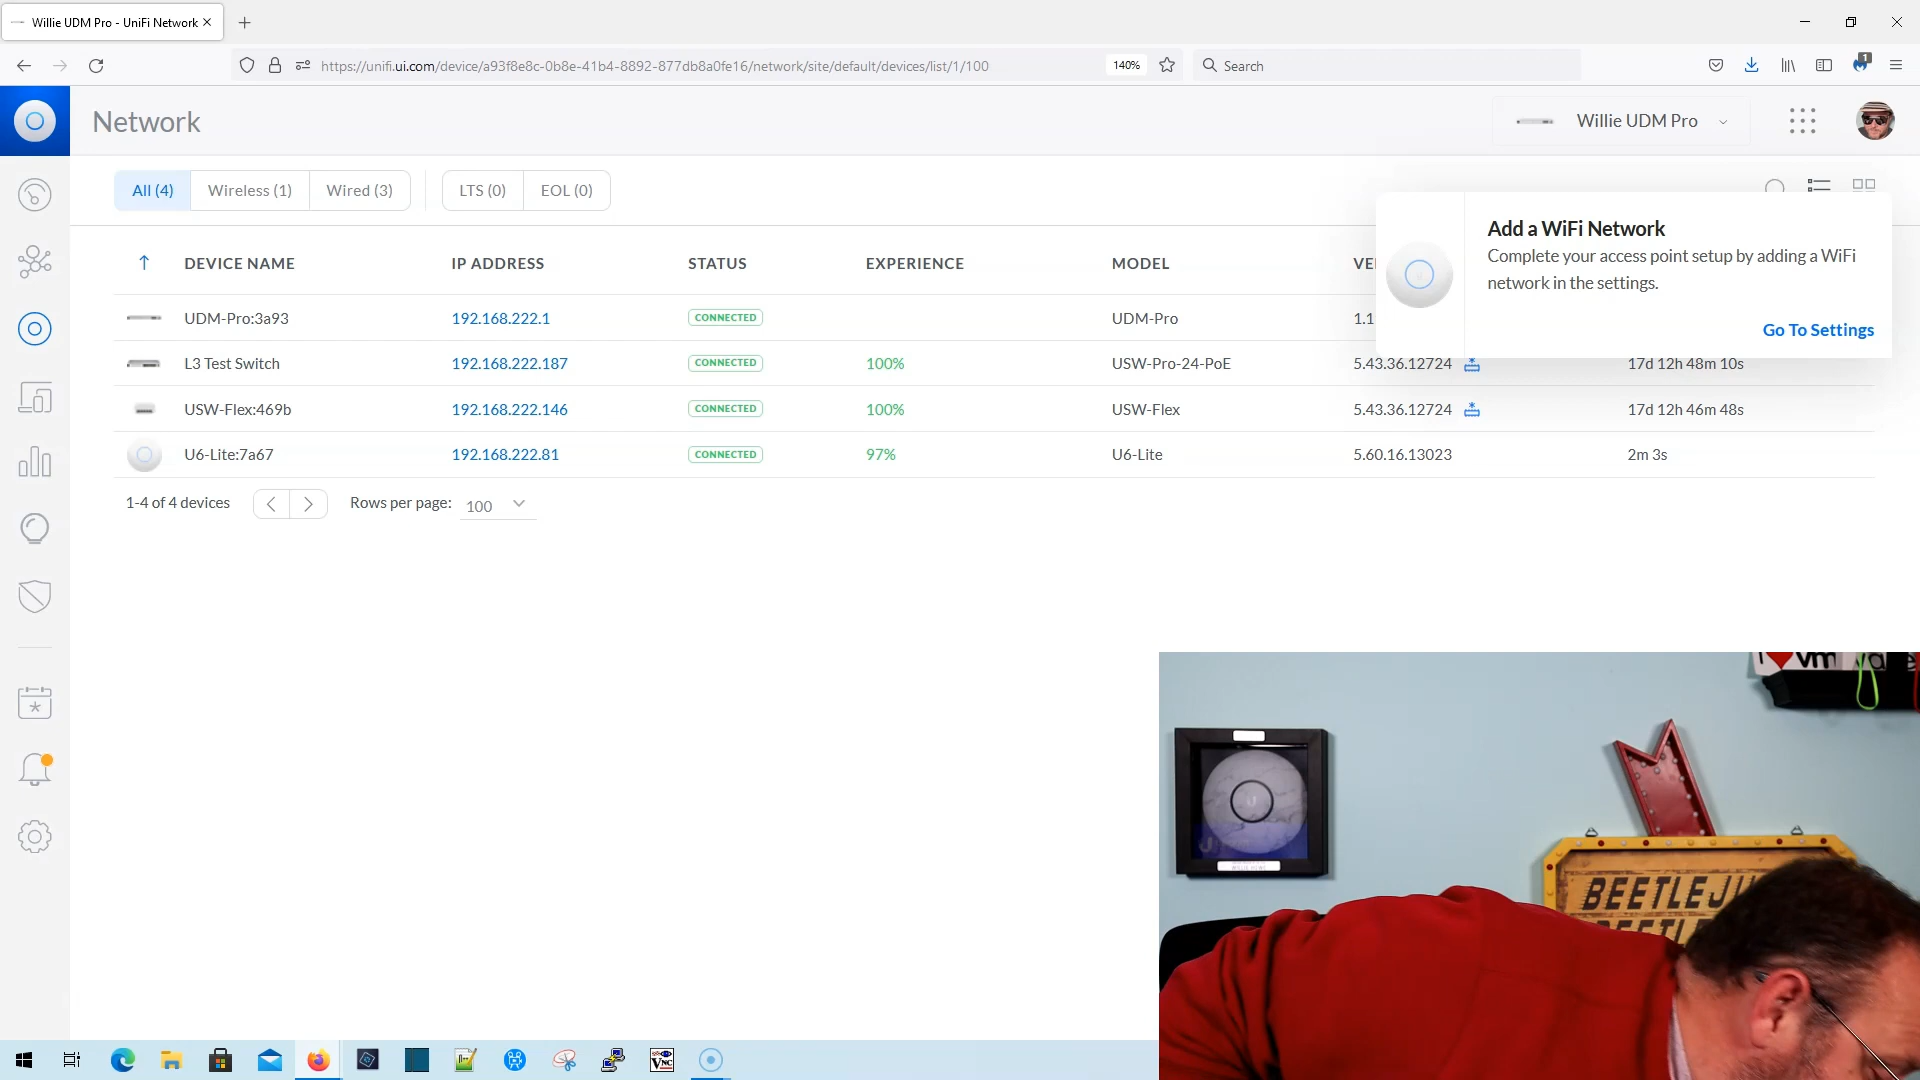 Willie UDM Pro - UniFi Network
https://unifi.ui.com/device/a93f8e8c-0b8e-41b4-8892-877db8a0fe16/network/site/default/devices/list/1/100
140%
Search
1
Network
Willie UDM Pro
All (4)
Wireless (1)
Wired (3)
LTS (0)
EOL (0)
Add a WiFi Network
Complete your access point setup by adding a WiFi
network in the settings.
Go To Settings
DEVICE NAME IP ADDRESS STATUS EXPERIENCE MODEL
UDM-Pro:3a93 192.168.222.1 CONNECTED UDM-Pro 1.1
L3 Test Switch 192.168.222.187 CONNECTED 100% USW-Pro-24-PoE 5.43.36.12724 17d 12h 48m 10s
USW-Flex:469b 192.168.222.146 CONNECTED 100% USW-Flex 5.43.36.12724 17d 12h 46m 48s
U6-Lite:7a67 192.168.222.81 CONNECTED 97% U6-Lite 5.60.16.13023 2m 3s
1-4 of 4 devices
Rows per page: 100
I vm
BEETLEJU
VNC